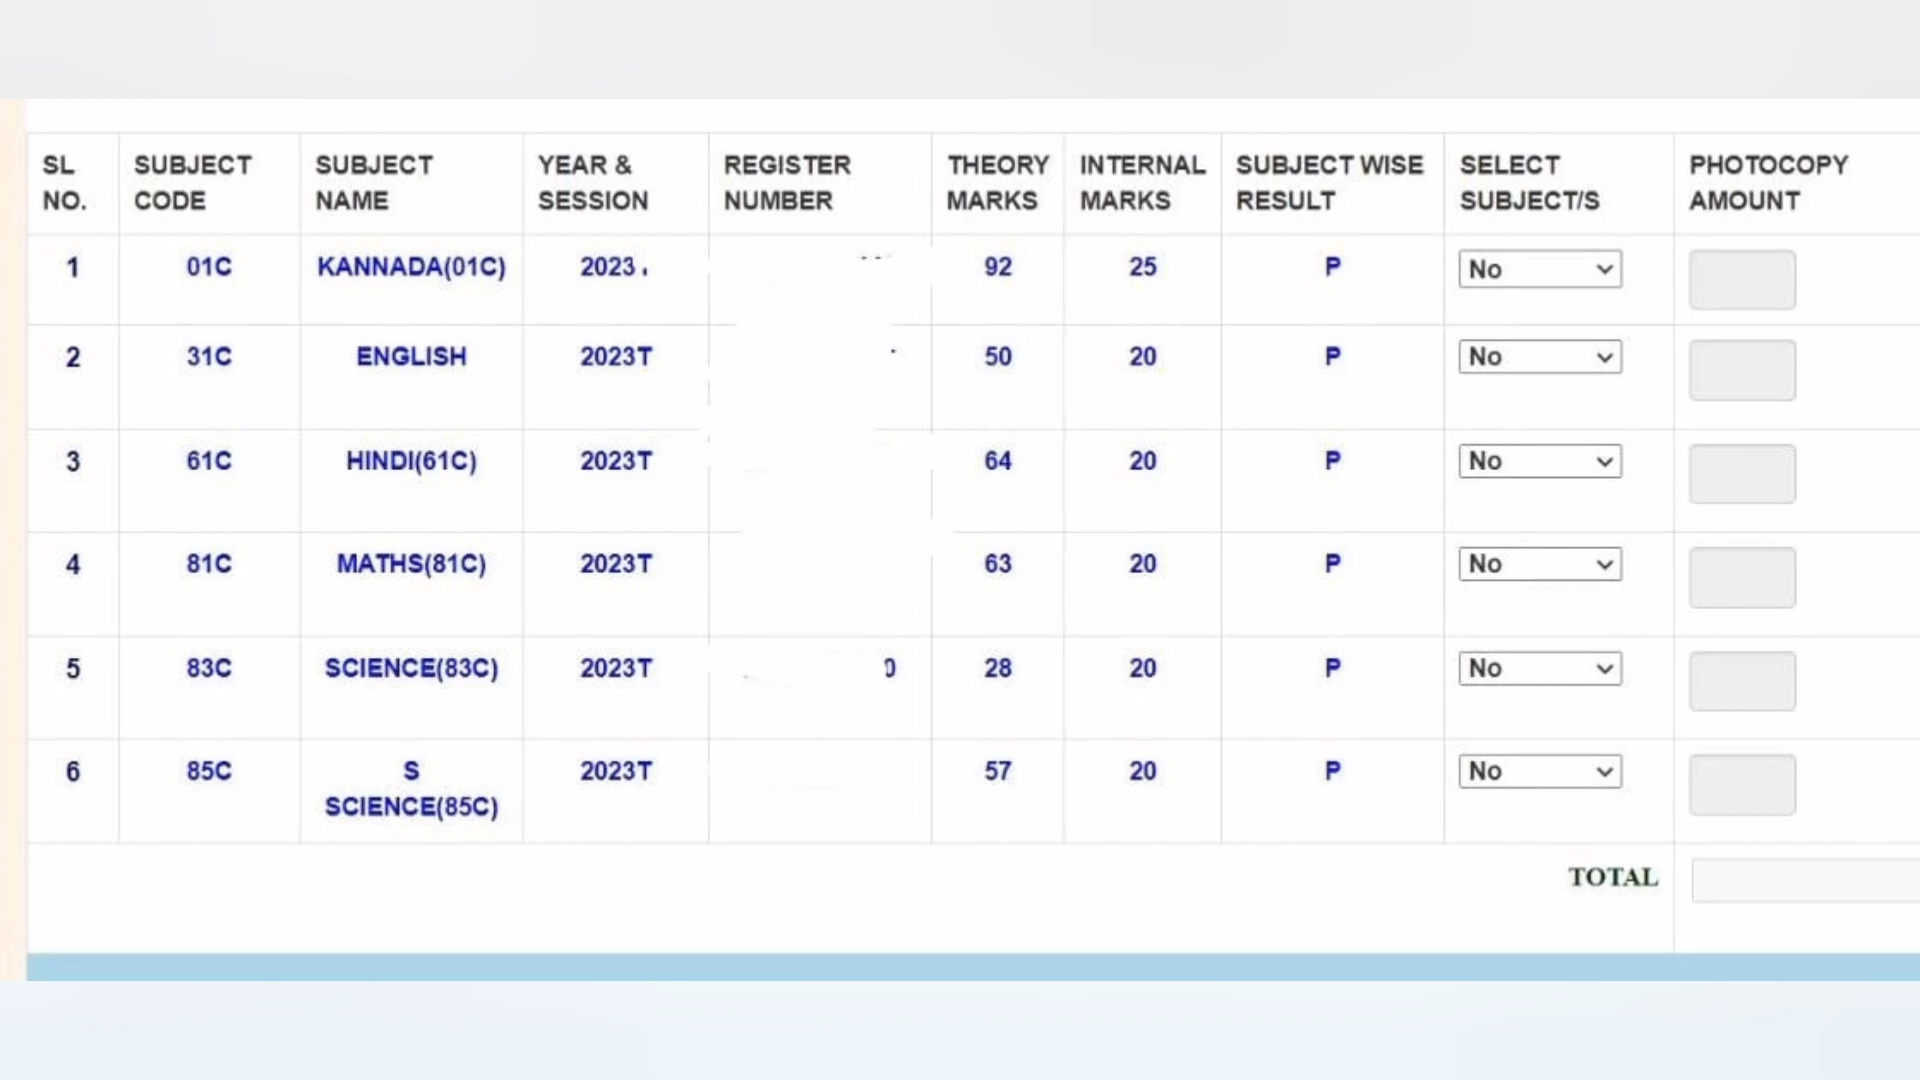 SL NO. SUBJECT CODE SUBJECT NAME YEAR & SESSION REGISTER NUMBER THEORY MARKS INTERNAL MARKS SUBJECT WISE RESULT SELECT SUBJECT/S PHOTOCOPY AMOUNT
1 01C KANNADA(01C) 2023 92 25 P No
2 31C ENGLISH 2023T 50 20 P No
3 61C HINDI(61C) 2023T 64 20 P No
4 81C MATHS(81C) 2023T 63 20 P No
5 83C SCIENCE(83C) 2023T 0 28 20 P No
6 85C S SCIENCE(85C) 2023T 57 20 P No
TOTAL